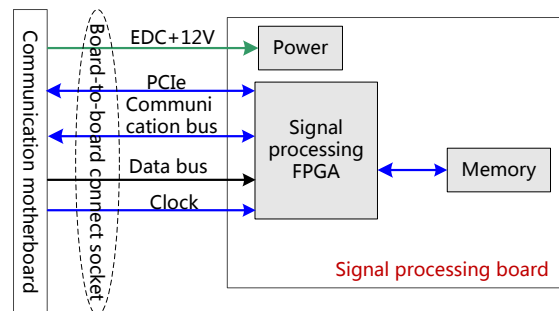 Communication motherboard
Board-to-board connect socket
EDC+12V
PCIe
Communi
cation bus
Data bus
Clock
Power
Signal
processing
FPGA
Memory
Signal processing board